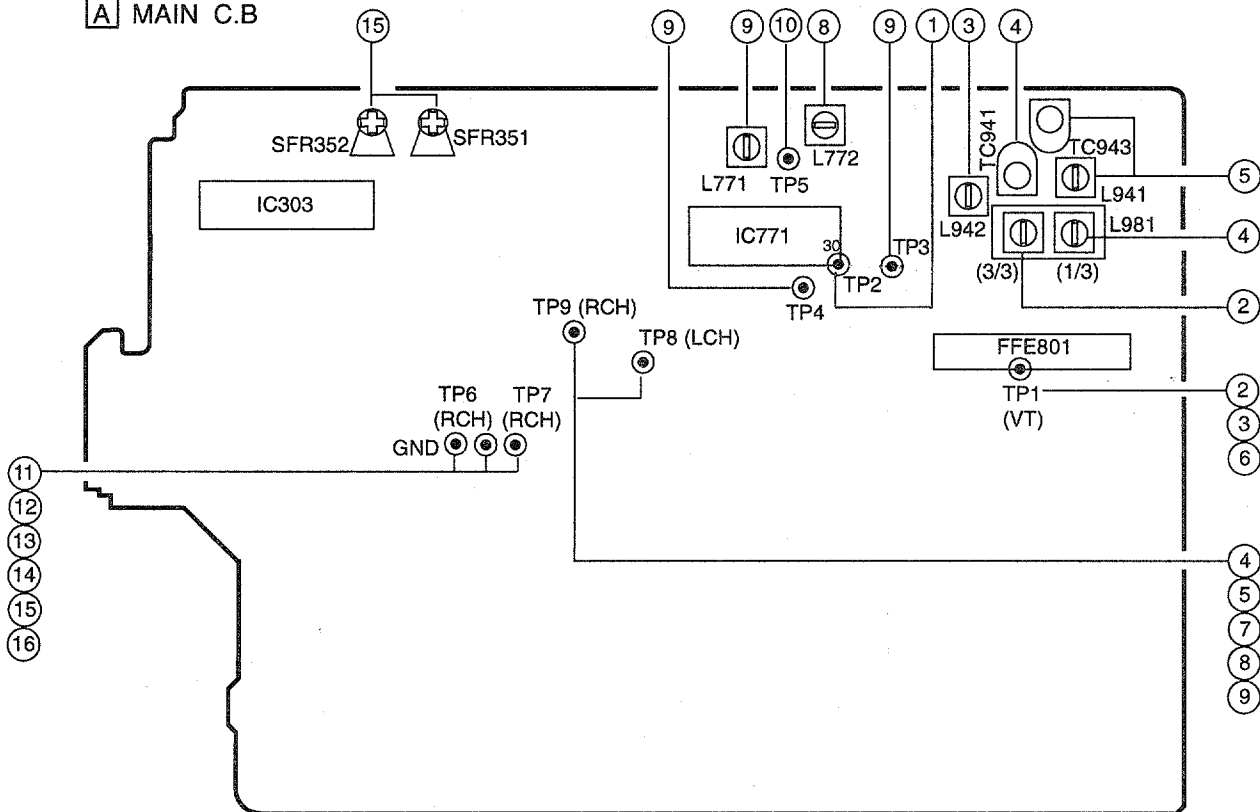 A MAIN C.B
15
9
9
10
8
9
1
3
4
SFR352
SFR351
L771
TP5
L772
TC941
TC943
L941
5
IC303
IC771
30
TP2
TP3
L942
L981
4
(3/3)
(1/3)
TP4
2
TP9 (RCH)
TP8 (LCH)
FFE801
TP1
(VT)
2
3
6
TP6
(RCH)
TP7
(RCH)
GND
11
12
13
14
15
16
4
5
7
8
9